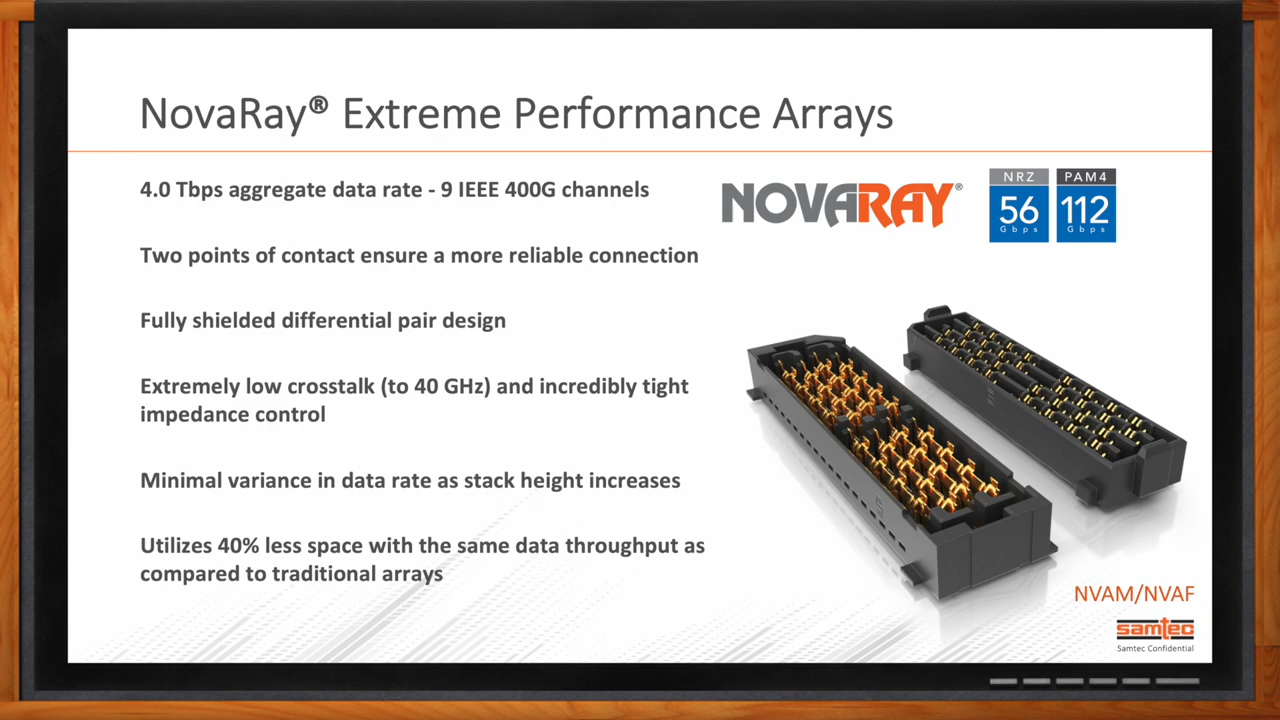 NovaRay® Extreme Performance Arrays
4.0 Tbps aggregate data rate - 9 IEEE 400G channels
NOVARAY®
NRZ
56
Gbps
PAM4
112
Gbps
Two points of contact ensure a more reliable connection
Fully shielded differential pair design
Extremely low crosstalk (to 40 GHz) and incredibly tight
impedance control
Minimal variance in data rate as stack height increases
Utilizes 40% less space with the same data throughput as
compared to traditional arrays
NVAM/NVAF
samtec
Samtec Confidential